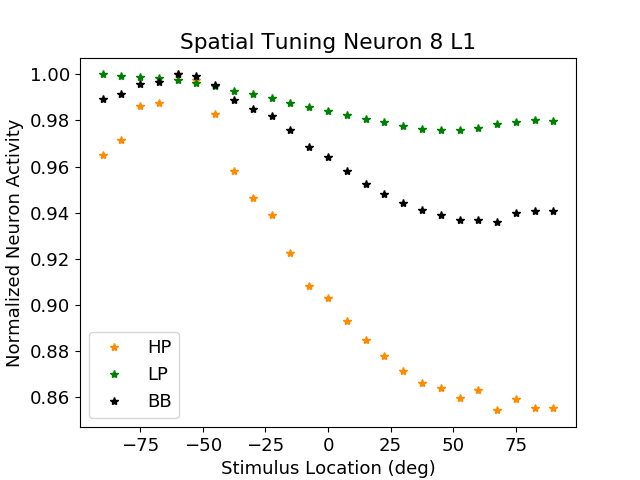 Spatial Tuning Neuron 8 L1
Normalized Neuron Activity
1.00
0.98
0.96
0.94
0.92
0.90
0.88
0.86
HP
LP
BB
−75 −50 −25 0 25 50 75
Stimulus Location (deg)